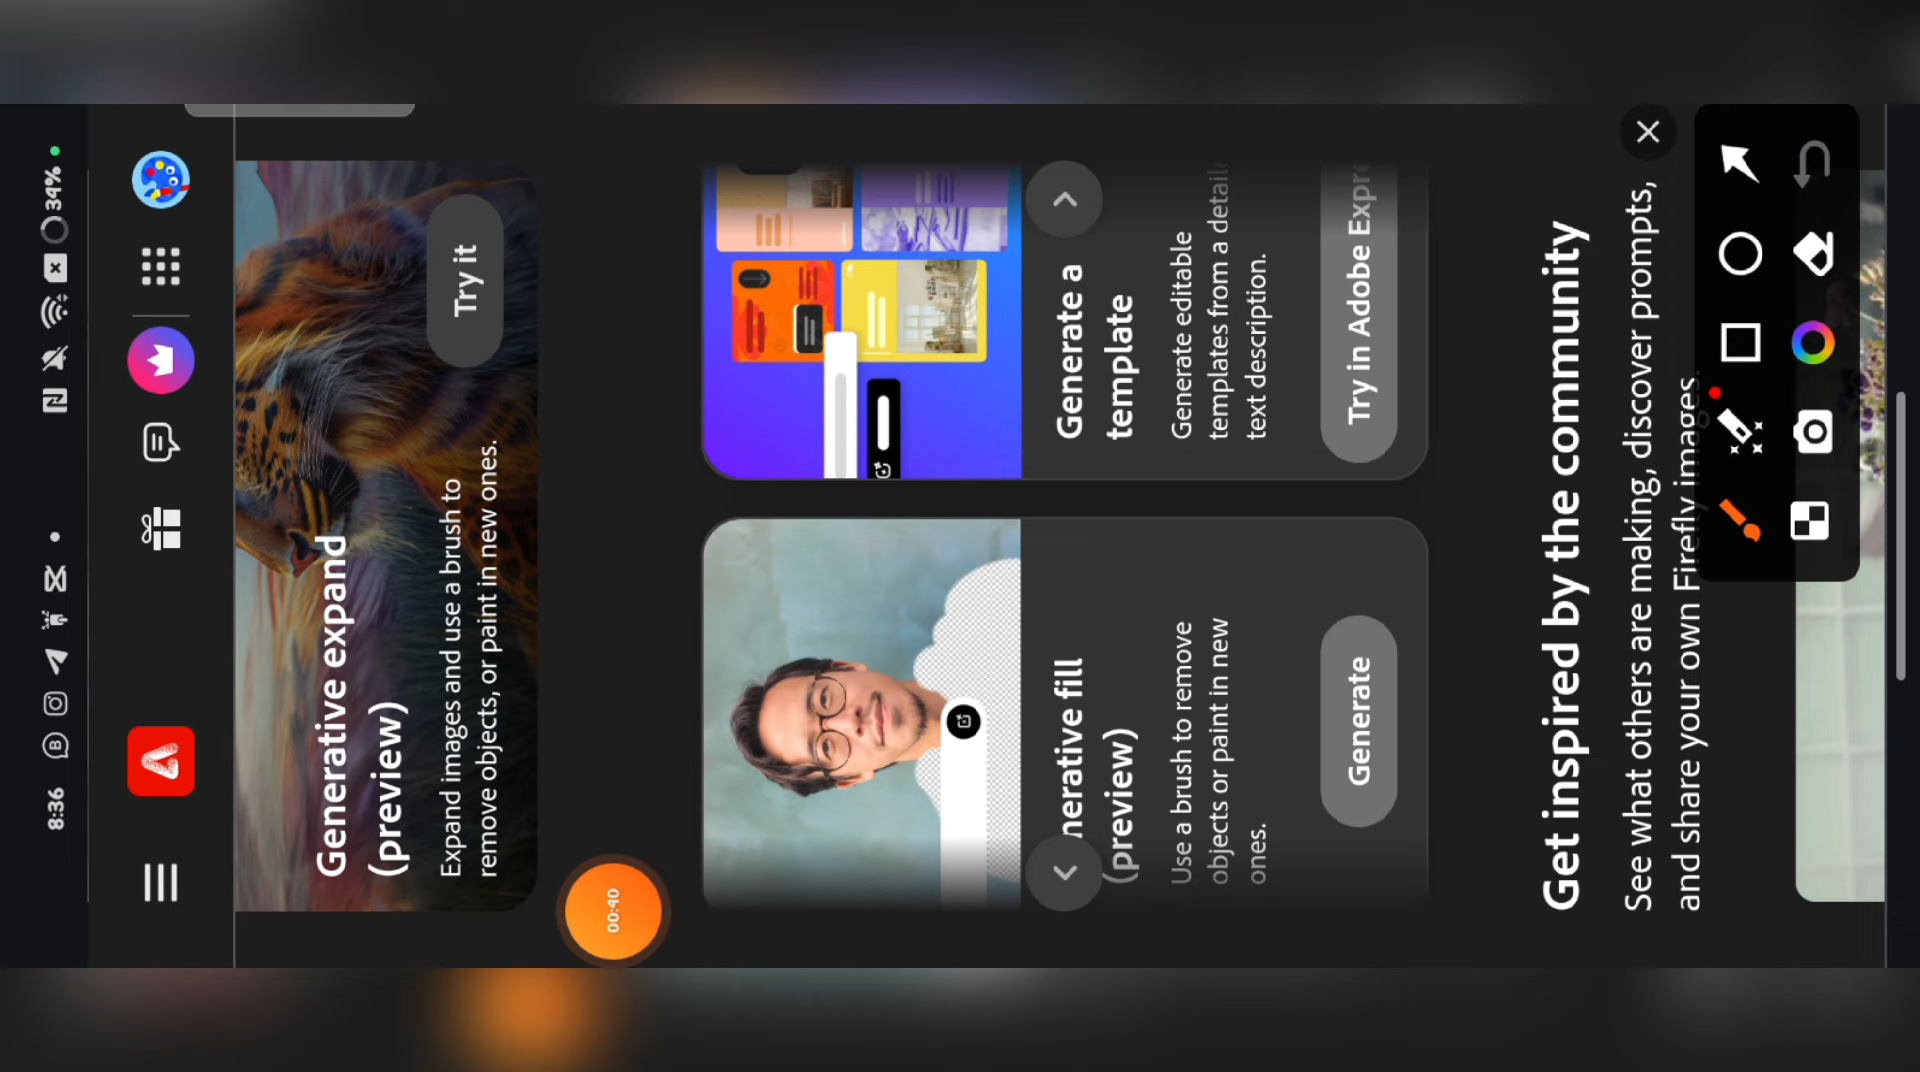 8:36
34%
Generative expand
(preview)
Expand images and use a brush to
remove objects, or paint in new ones.
Try it
00:40
nerative fill
(preview)
Use a brush to remove
objects or paint in new
ones.
Generate
Generate a
template
Generate editable
templates from a detail
text description.
Try in Adobe Expre
Get inspired by the community
See what others are making, discover prompts,
and share your own Firefly images.